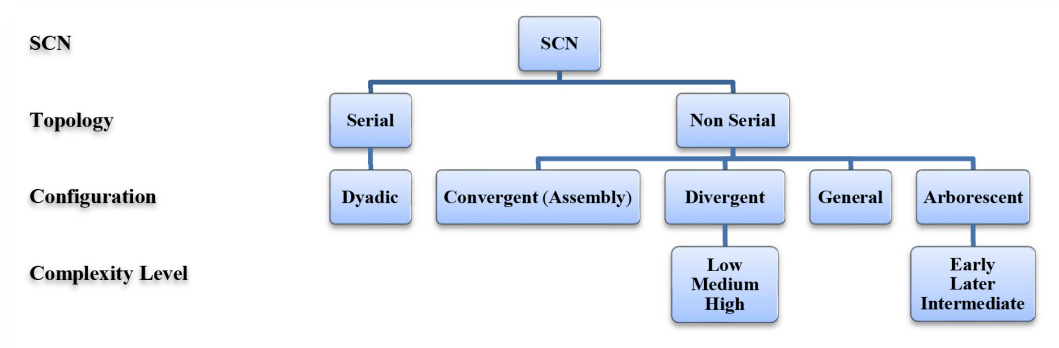 SCN
SCN
Topology
Serial
Non Serial
Configuration
Dyadic
Convergent (Assembly)
Divergent
General
Arborescent
Complexity Level
Low
Medium
High
Early
Later
Intermediate